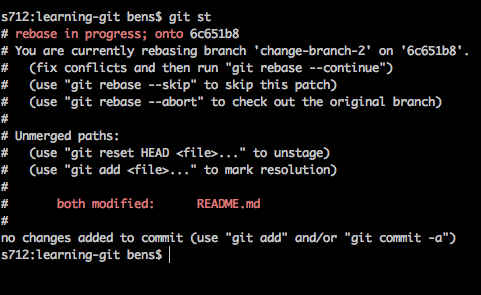 s712:learning-git bens$ git st
# rebase in progress; onto 6c651b8
# You are currently rebasing branch 'change-branch-2' on '6c651b8'.
#   (fix conflicts and then run "git rebase --continue")
#   (use "git rebase --skip" to skip this patch)
#   (use "git rebase --abort" to check out the original branch)
#
# Unmerged paths:
#   (use "git reset HEAD <file>..." to unstage)
#   (use "git add <file>..." to mark resolution)
#
#       both modified:      README.md
#
no changes added to commit (use "git add" and/or "git commit -a")
s712:learning-git bens$